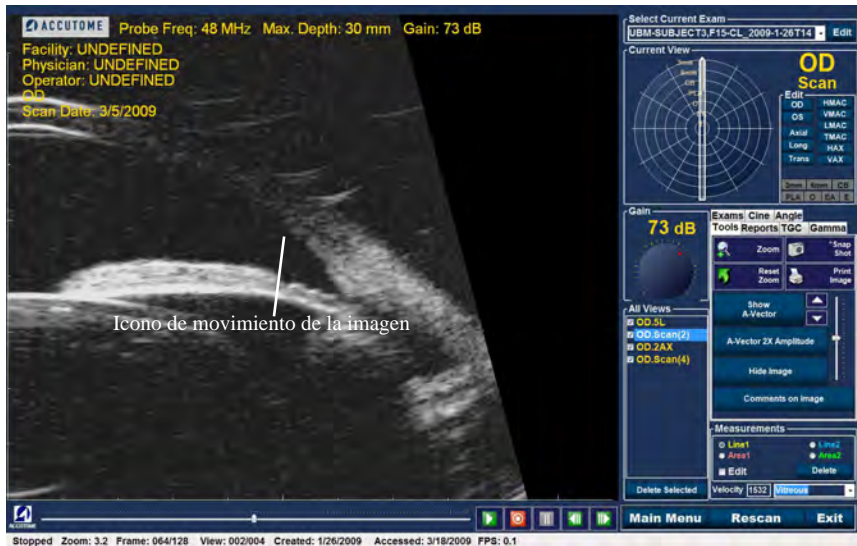 ACCUTOME Probe Freq: 48 MHz Max. Depth: 30 mm Gain: 73 dB
Facility: UNDEFINED
Physician: UNDEFINED
Operator: UNDEFINED
OD
Scan Date: 3/5/2009
Icono de movimiento de la imagen
Select Current Exam
UBM-SUBJECT3,F15-CL_2009-1-26T14 Edit
Current View
OD
Scan
Edit
OD HMAC
OS VMAC
LMAC
Axial TMAC
Long HAX
Trans VAX
3mm 6mm CB
PLA O EA E
Gain
73 dB
Exams Cine Angle
Tools Reports TGC Gamma
Zoom *Snap Shot
Reset Zoom Print Image
Show
A-Vector
A-Vector 2X Amplitude
Hide Image
Comments on Image
All Views
OD.5L
OD.Scan(2)
OD.2AX
OD.Scan(4)
Delete Selected
Measurements
Line1 Line2
Area1 Area2
Edit Delete
Velocity 1532 Vitreous
ACCUTOME
Main Menu Rescan Exit
Stopped Zoom: 3.2 Frame: 064/128 View: 002/004 Created: 1/26/2009 Accessed: 3/18/2009 FPS: 0.1